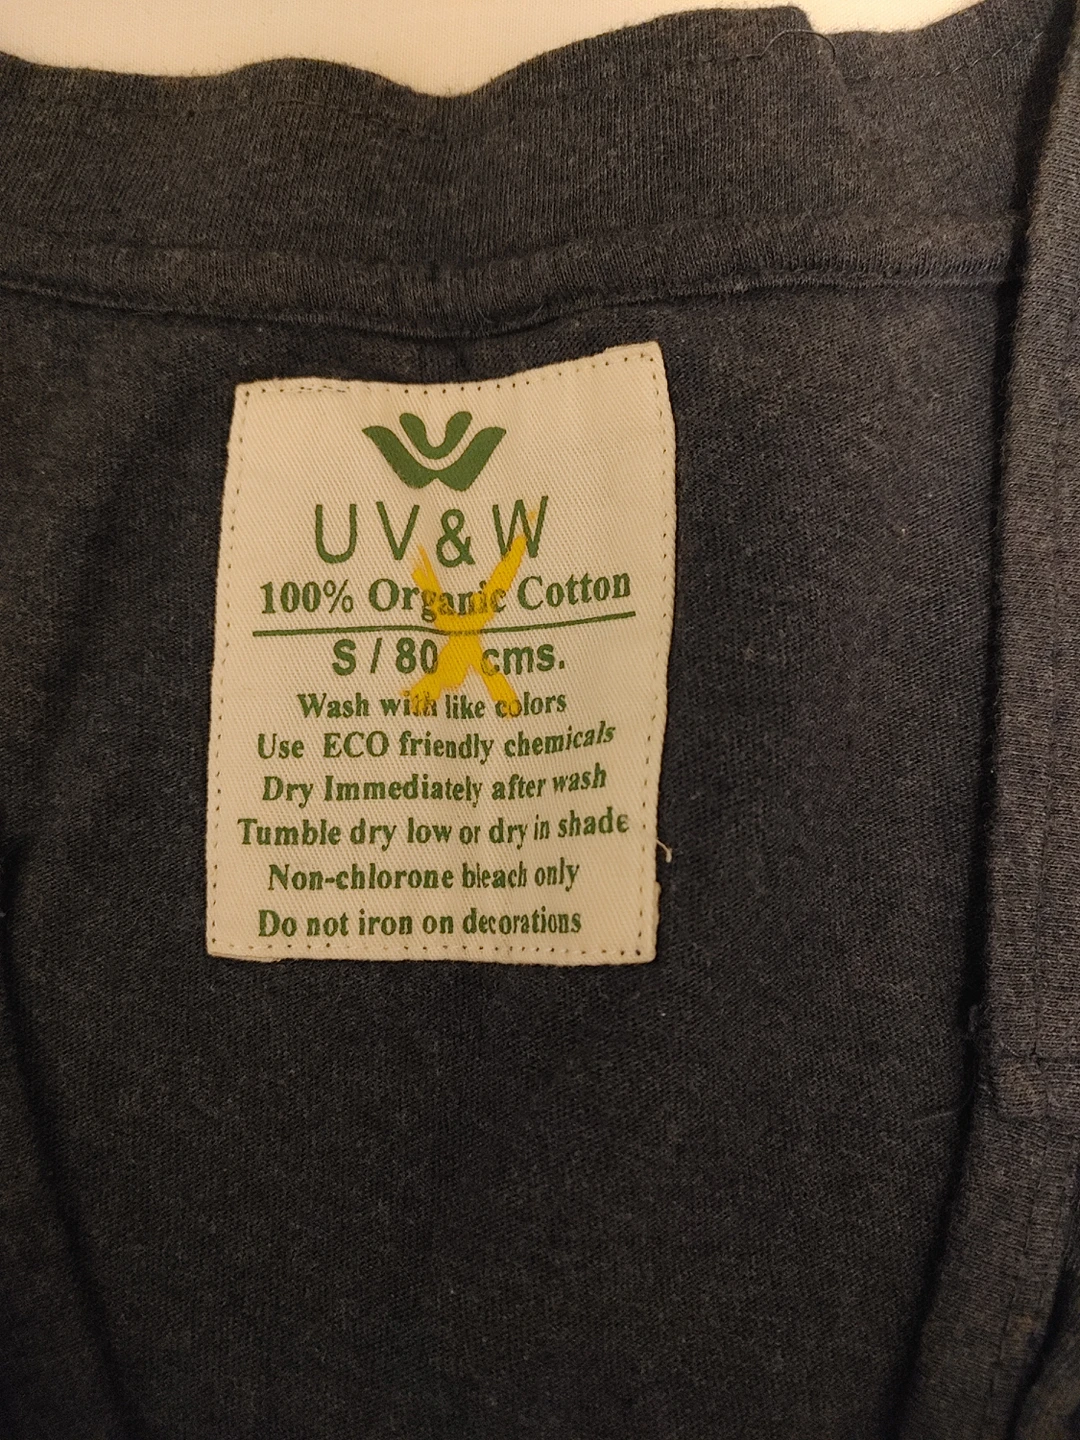 UV&W
100% Organic Cotton
S / 80 cms.
Wash with like colors
Use ECO friendly chemicals
Dry Immediately after wash
Tumble dry low or dry in shade
Non-chlorone bleach only
Do not iron on decorations